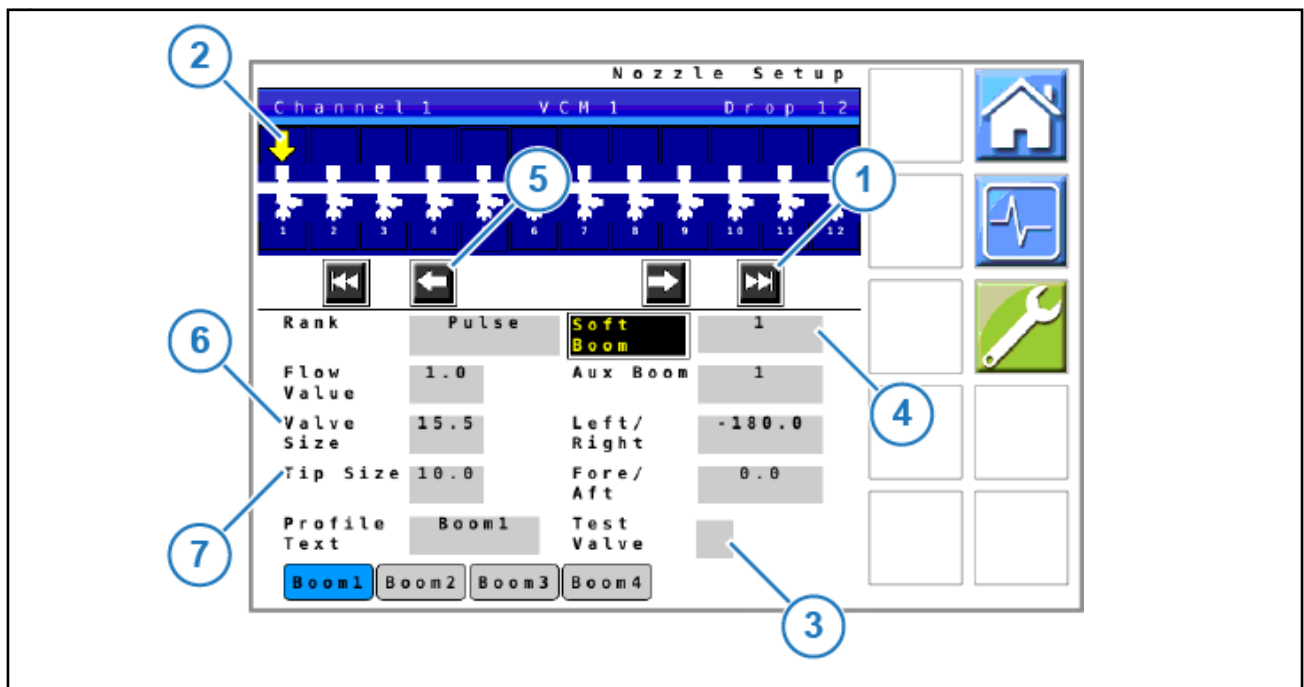 2
Nozzle Setup
Channel 1 VCM 1 Drop 12
5
1
1 2 3 4 6 7 8 9 10 11 12
6
Rank Pulse Soft Boom 1
Flow Value 1.0 Aux Boom 1
4
Valve Size 15.5 Left/Right -180.0
Tip Size 10.0 Fore/Aft 0.0
7
Profile Text Boom1 Test Valve
Boom1 Boom2 Boom3 Boom4
3